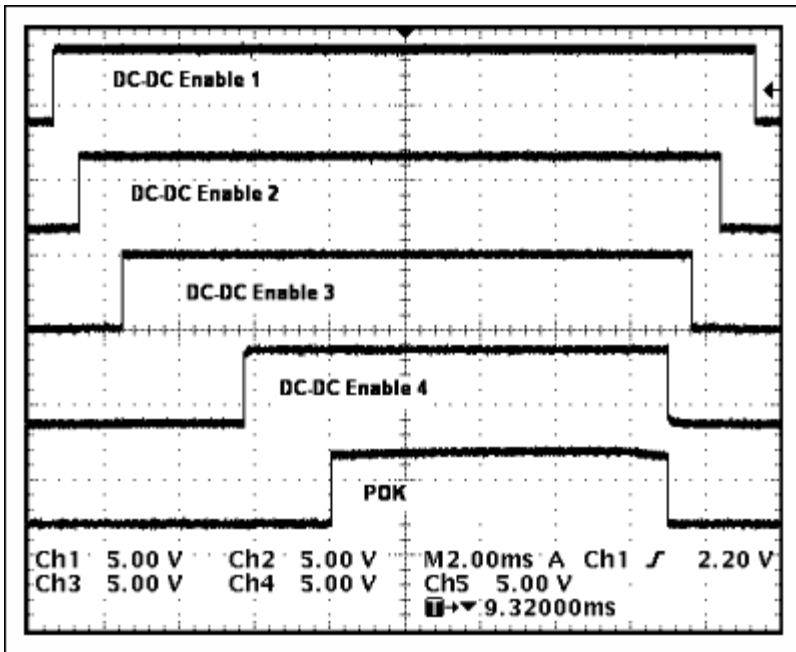 DC-DC Enable 1
DC-DC Enable 2
DC-DC Enable 3
DC-DC Enable 4
POK
Ch1 5.00 V Ch2 5.00 V M2.00ms A Ch1 ƒ 2.20 V
Ch3 5.00 V Ch4 5.00 V Ch5 5.00 V
T→▼ 9.32000ms